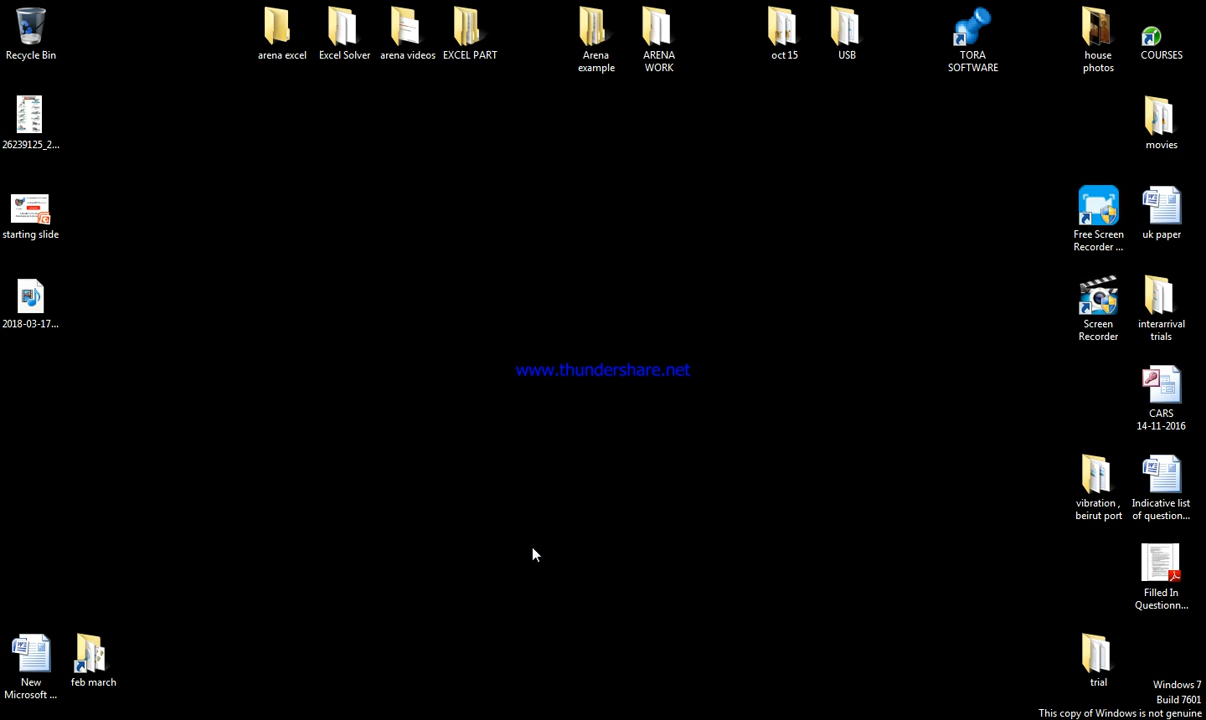 Recycle Bin
arena excel
Excel Solver
arena videos
EXCEL PART
Arena
example
ARENA
WORK
oct 15
USB
TORA
SOFTWARE
house
photos
COURSES
26239125_2...
movies
starting slide
Free Screen
Recorder ...
uk paper
2018-03-17...
Screen
Recorder
interarrival
trials
www.thundershare.net
CARS
14-11-2016
vibration ,
beirut port
Indicative list
of question...
Filled In
Questionn...
New
Microsoft ...
feb march
trial
Windows 7
Build 7601
This copy of Windows is not genuine